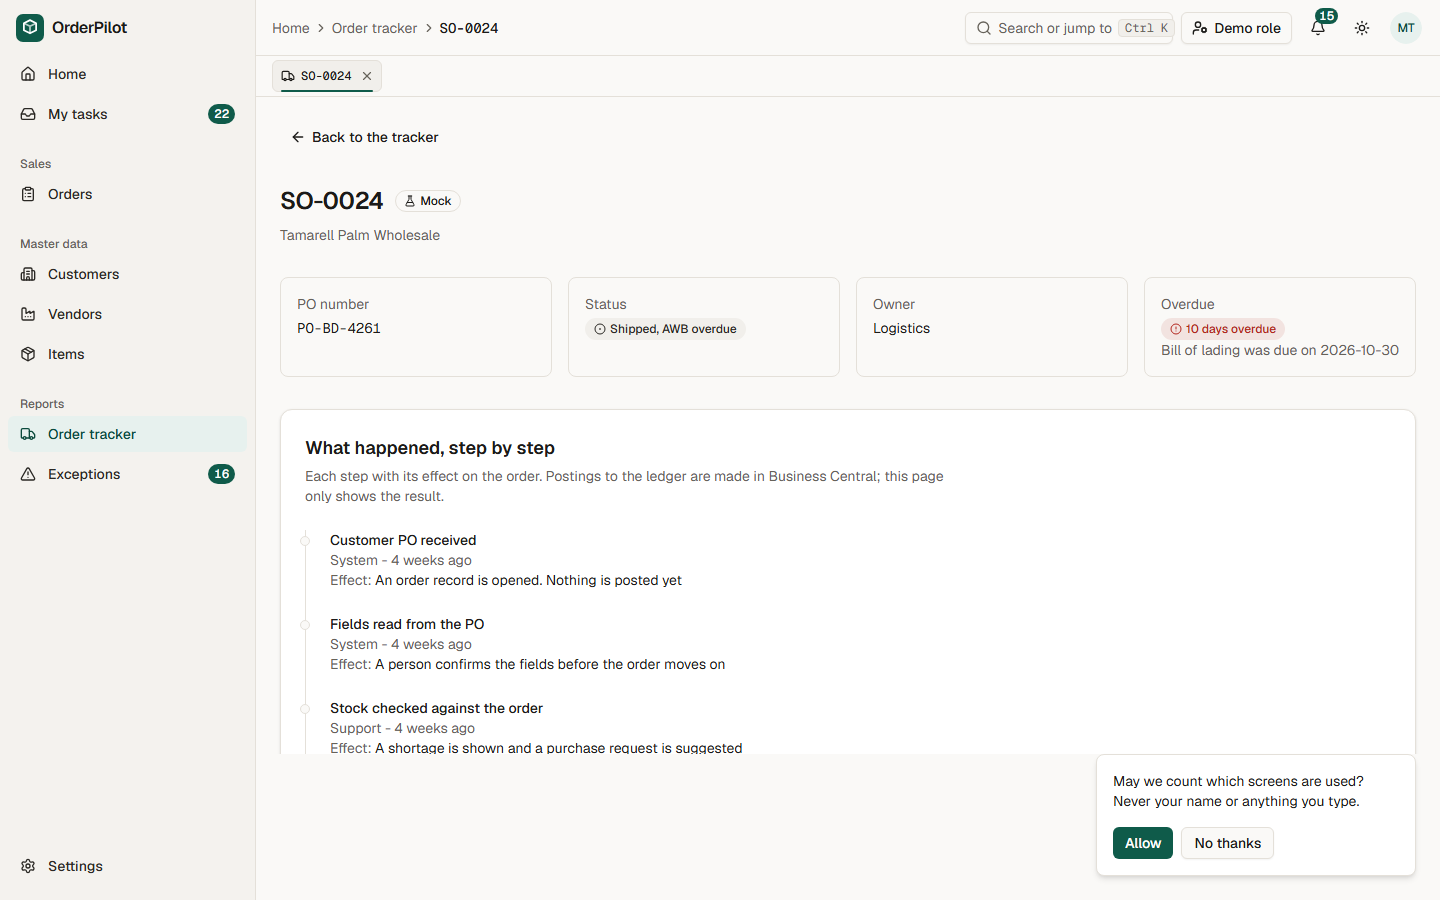 OrderPilot
Home
My tasks
22
Sales
Orders
Master data
Customers
Vendors
Items
Reports
Order tracker
Exceptions
16
Settings
Home > Order tracker > SO-0024
Search or jump to Ctrl K
Demo role
15
MT
SO-0024
Back to the tracker
SO-0024
Mock
Tamarell Palm Wholesale
PO number
PO-BD-4261
Status
Shipped, AWB overdue
Owner
Logistics
Overdue
10 days overdue
Bill of lading was due on 2026-10-30
What happened, step by step
Each step with its effect on the order. Postings to the ledger are made in Business Central; this page
only shows the result.
Customer PO received
System - 4 weeks ago
Effect: An order record is opened. Nothing is posted yet
Fields read from the PO
System - 4 weeks ago
Effect: A person confirms the fields before the order moves on
Stock checked against the order
Support - 4 weeks ago
Effect: A shortage is shown and a purchase request is suggested
May we count which screens are used?
Never your name or anything you type.
Allow
No thanks